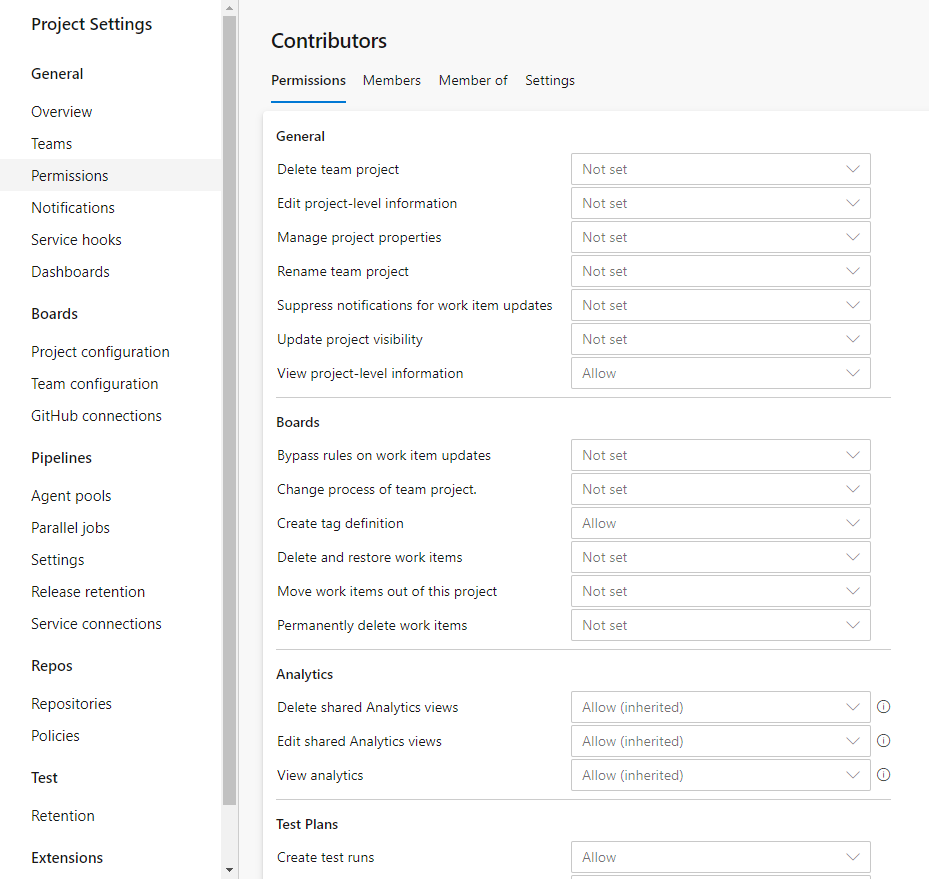 Project Settings
General
Overview
Teams
Permissions
Notifications
Service hooks
Dashboards
Boards
Project configuration
Team configuration
GitHub connections
Pipelines
Agent pools
Parallel jobs
Settings
Release retention
Service connections
Repos
Repositories
Policies
Test
Retention
Extensions
Contributors
Permissions Members Member of Settings
General
Delete team project Not set
Edit project-level information Not set
Manage project properties Not set
Rename team project Not set
Suppress notifications for work item updates Not set
Update project visibility Not set
View project-level information Allow
Boards
Bypass rules on work item updates Not set
Change process of team project. Not set
Create tag definition Allow
Delete and restore work items Not set
Move work items out of this project Not set
Permanently delete work items Not set
Analytics
Delete shared Analytics views Allow (inherited)
Edit shared Analytics views Allow (inherited)
View analytics Allow (inherited)
Test Plans
Create test runs Allow